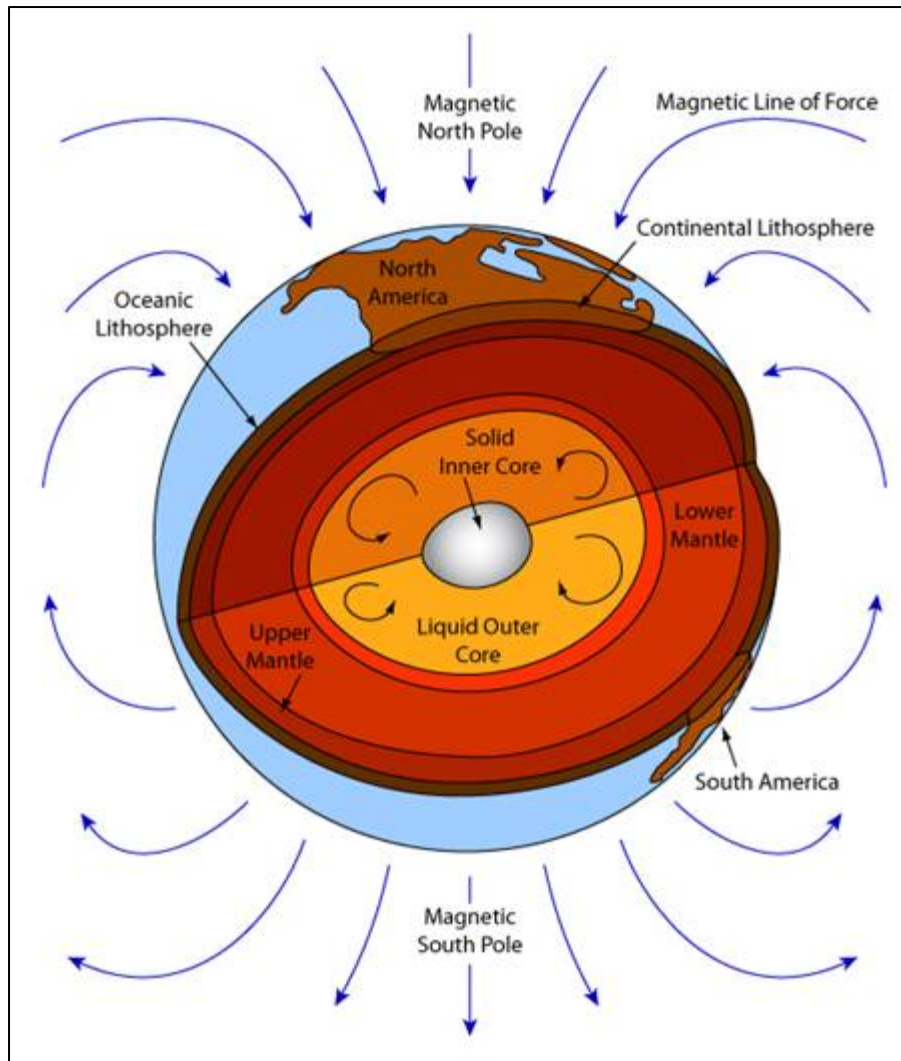 Magnetic
North Pole
Magnetic Line of Force
Continental Lithosphere
North
America
Oceanic
Lithosphere
Solid
Inner Core
Lower
Mantle
Upper
Mantle
Liquid Outer
Core
South America
Magnetic
South Pole